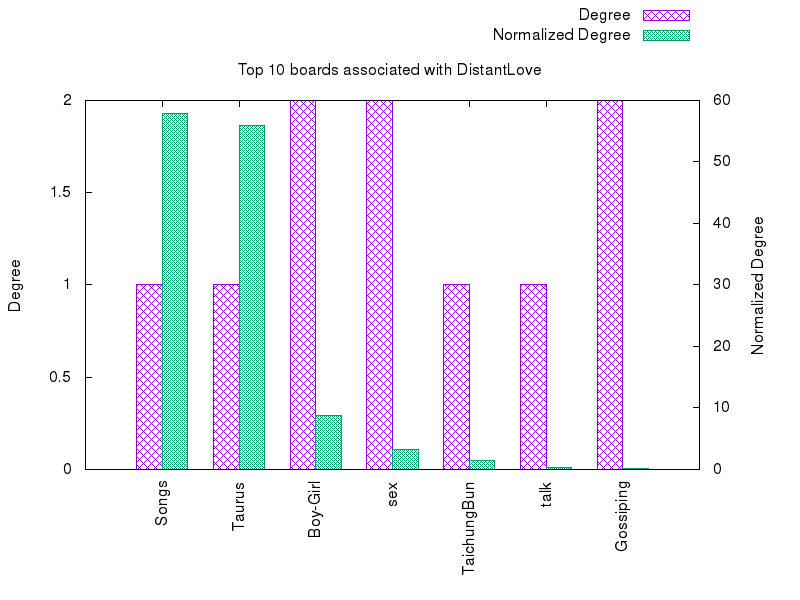 Degree
Normalized Degree
Top 10 boards associated with DistantLove
2
1.5
1
0.5
0
60
50
40
30
20
10
0
Degree
Normalized Degree
Songs
Taurus
Boy-Girl
sex
TaichungBun
talk
Gossiping